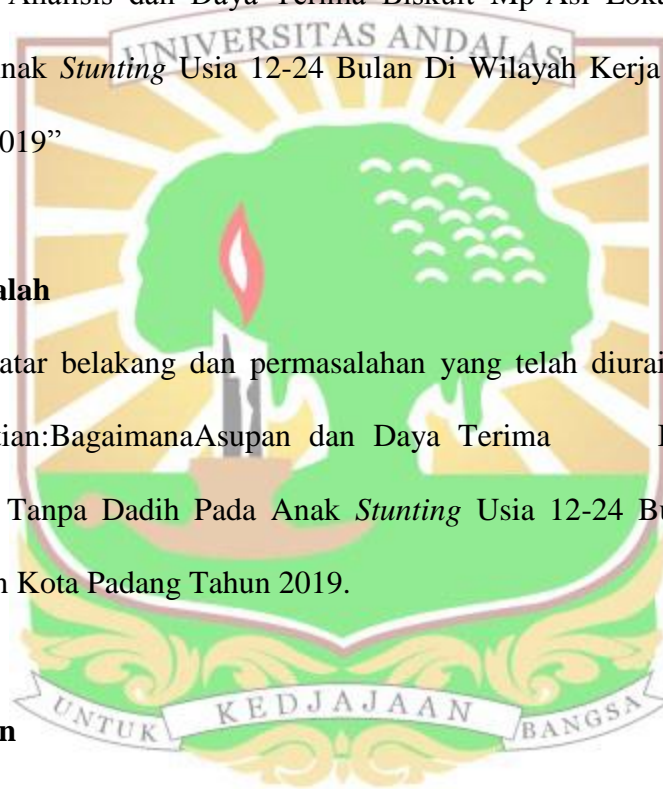 Analisis dan Daya Terima Biskuit Mp-Asi Loka
UNIVERSITAS ANDALAS
nak Stunting Usia 12-24 Bulan Di Wilayah Kerja
019”
alah
atar belakang dan permasalahan yang telah diurai
tian:BagaimanaAsupan dan Daya Terima
Tanpa Dadih Pada Anak Stunting Usia 12-24 Bu
Kota Padang Tahun 2019.
UNTUK KEDJAJAAN BANGSA
n